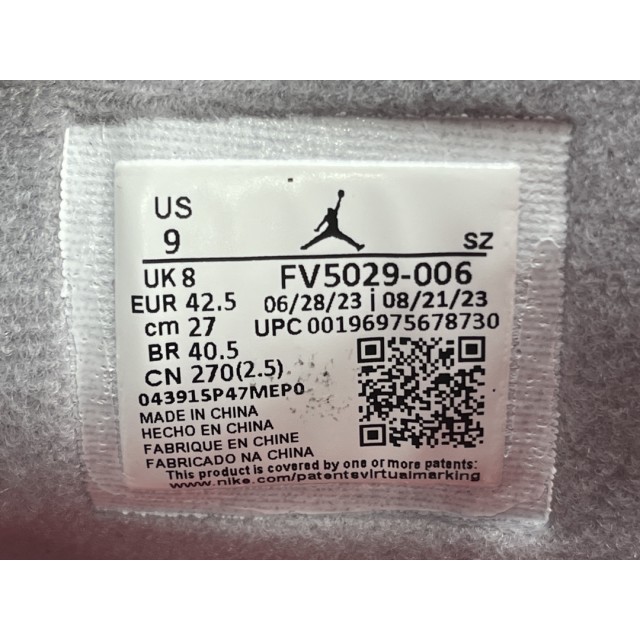 US
9
SZ
UK 8
FV5029-006
EUR 42.5
06/28/23 | 08/21/23
cm 27
UPC 00196975678730
BR 40.5
CN 270(2.5)
043915P47MEP0
MADE IN CHINA
HECHO EN CHINA
FABRIQUE EN CHINE
FABRICADO NA CHINA
This product is covered by one or more patents:
www.nike.com/patentsvirtualmarking